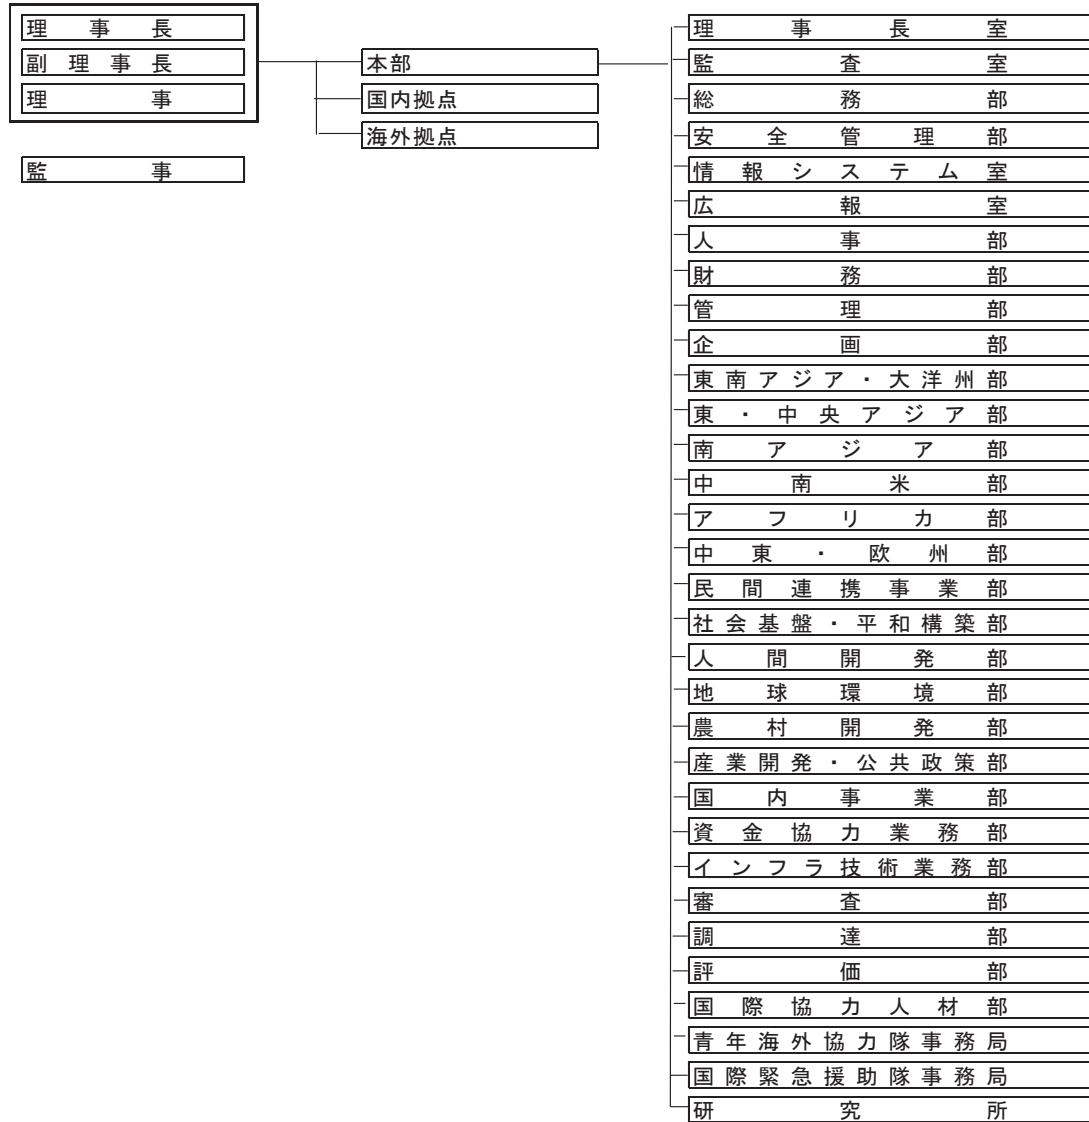 理事長
副理事長
理事
監事
本部
国内拠点
海外拠点
理事長室
監査室
総務部
安全管理部
情報システム室
広報室
人事部
財務部
管理部
企画部
東南アジア・大洋州部
東・中央アジア部
南アジア部
中南米部
アフリカ部
中東・欧州部
民間連携事業部
社会基盤・平和構築部
人間開発部
地球環境部
農村開発部
産業開発・公共政策部
国内事業部
資金協力業務部
インフラ技術業務部
審査部
調達部
評価部
国際協力人材部
青年海外協力隊事務局
国際緊急援助隊事務局
研究所